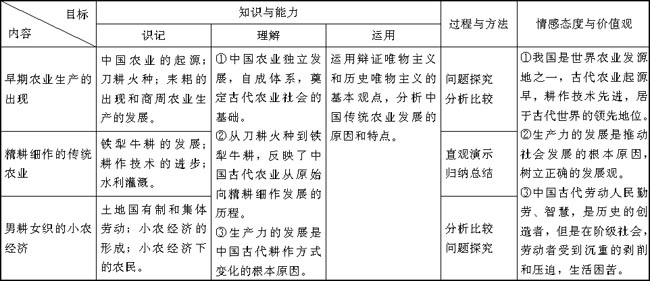 目标
内容
知识与能力
过程与方法
情感态度与价值观
识记
理解
运用
早期农业生产的
出现
中国农业的起源；
刀耕火种；耒耜的
出现和商周农业生
产的发展。
①中国农业独立发
展，自成体系，奠
定古代农业社会的
基础。
②从刀耕火种到铁
犁牛耕，反映了中
国古代农业从原始
向精耕细作发展的
历程。
③生产力的发展是
中国古代耕作方式
变化的根本原因。
运用辩证唯物主义
和历史唯物主义的
基本观点，分析中
国传统农业发展的
原因和特点。
问题探究
分析比较
①我国是世界农业发源
地之一，古代农业起源
早，耕作技术先进，居
于古代世界的领先地位。
②生产力的发展是推动
社会发展的根本原因，
树立正确的发展观。
③中国古代劳动人民勤
劳、智慧，是历史的创
造者，但是在阶级社会，
劳动者受到沉重的剥削
和压迫，生活困苦。
精耕细作的传统
农业
铁犁牛耕的发展；
耕作技术的进步；
水利灌溉。
直观演示
归纳总结
男耕女织的小农
经济
土地国有制和集体
劳动；小农经济的
形成；小农经济下
的农民。
分析比较
问题探究